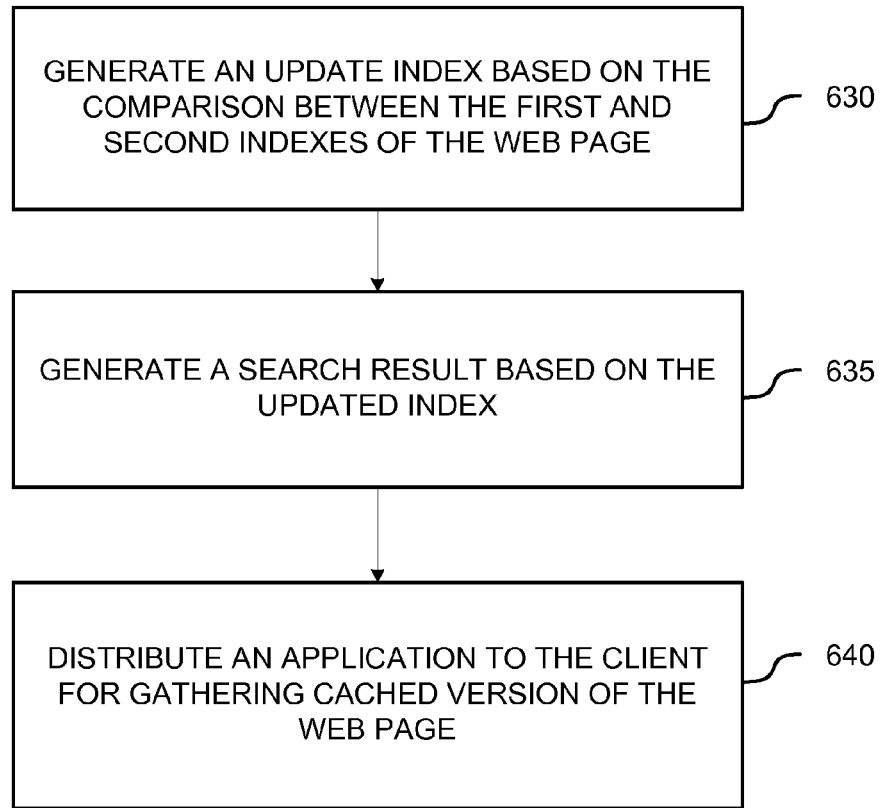 GENERATE AN UPDATE INDEX BASED ON THE
COMPARISON BETWEEN THE FIRST AND
SECOND INDEXES OF THE WEB PAGE
630
GENERATE A SEARCH RESULT BASED ON THE
UPDATED INDEX
635
DISTRIBUTE AN APPLICATION TO THE CLIENT
FOR GATHERING CACHED VERSION OF THE
WEB PAGE
640